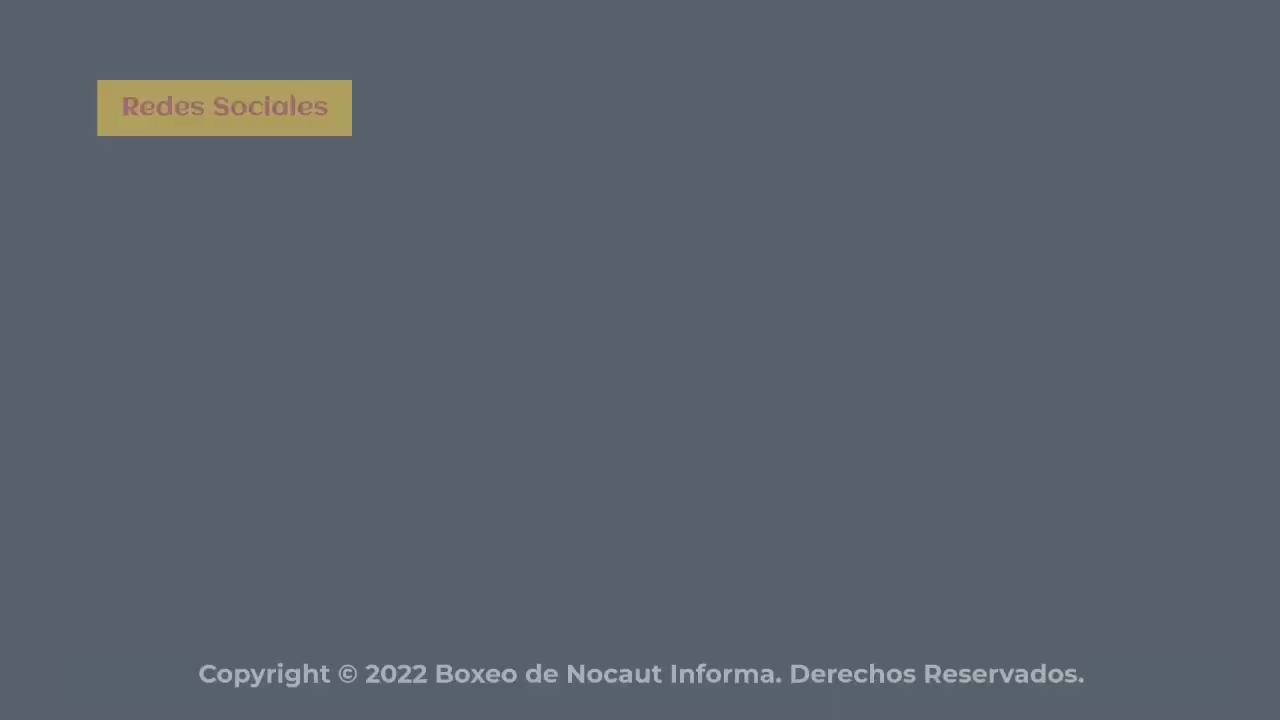 Redes Sociales
Copyright © 2022 Boxeo de Nocaut Informa. Derechos Reservados.